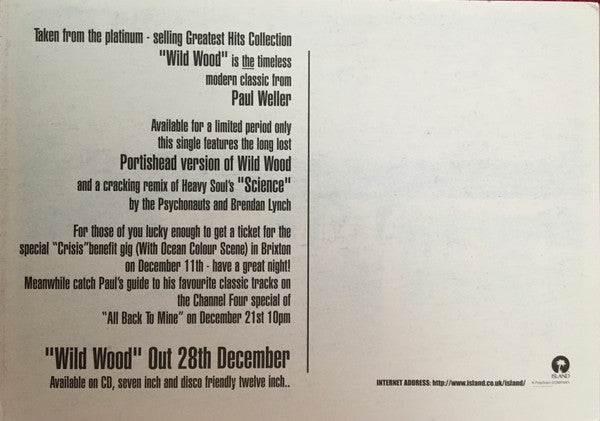 Taken from the platinum - selling Greatest Hits Collection
"Wild Wood" is the timeless
modern classic from
Paul Weller
Available for a limited period only
this single features the long lost
Portishead version of Wild Wood
and a cracking remix of Heavy Soul's "Science"
by the Psychonauts and Brendan Lynch
For those of you lucky enough to get a ticket for the
special "Crisis"benefit gig (With Ocean Colour Scene) in Brixton
on December 11th - have a great night!
Meanwhile catch Paul's guide to his favourite classic tracks on
the Channel Four special of
"All Back To Mine" on December 21st 10pm
"Wild Wood" Out 28th December
Available on CD, seven inch and disco friendly twelve inch..
INTERNET ADDRESS: http://www.island.co.uk/island/
ISLAND
A PolyGram COMPANY